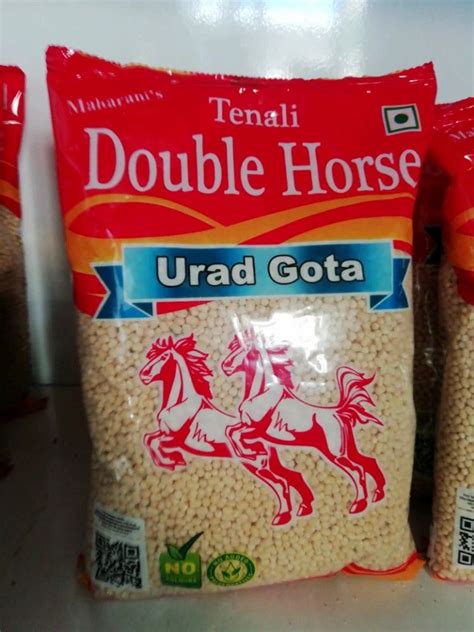 Maharani's
Tenali
Double Horse
Urad Gota
NO